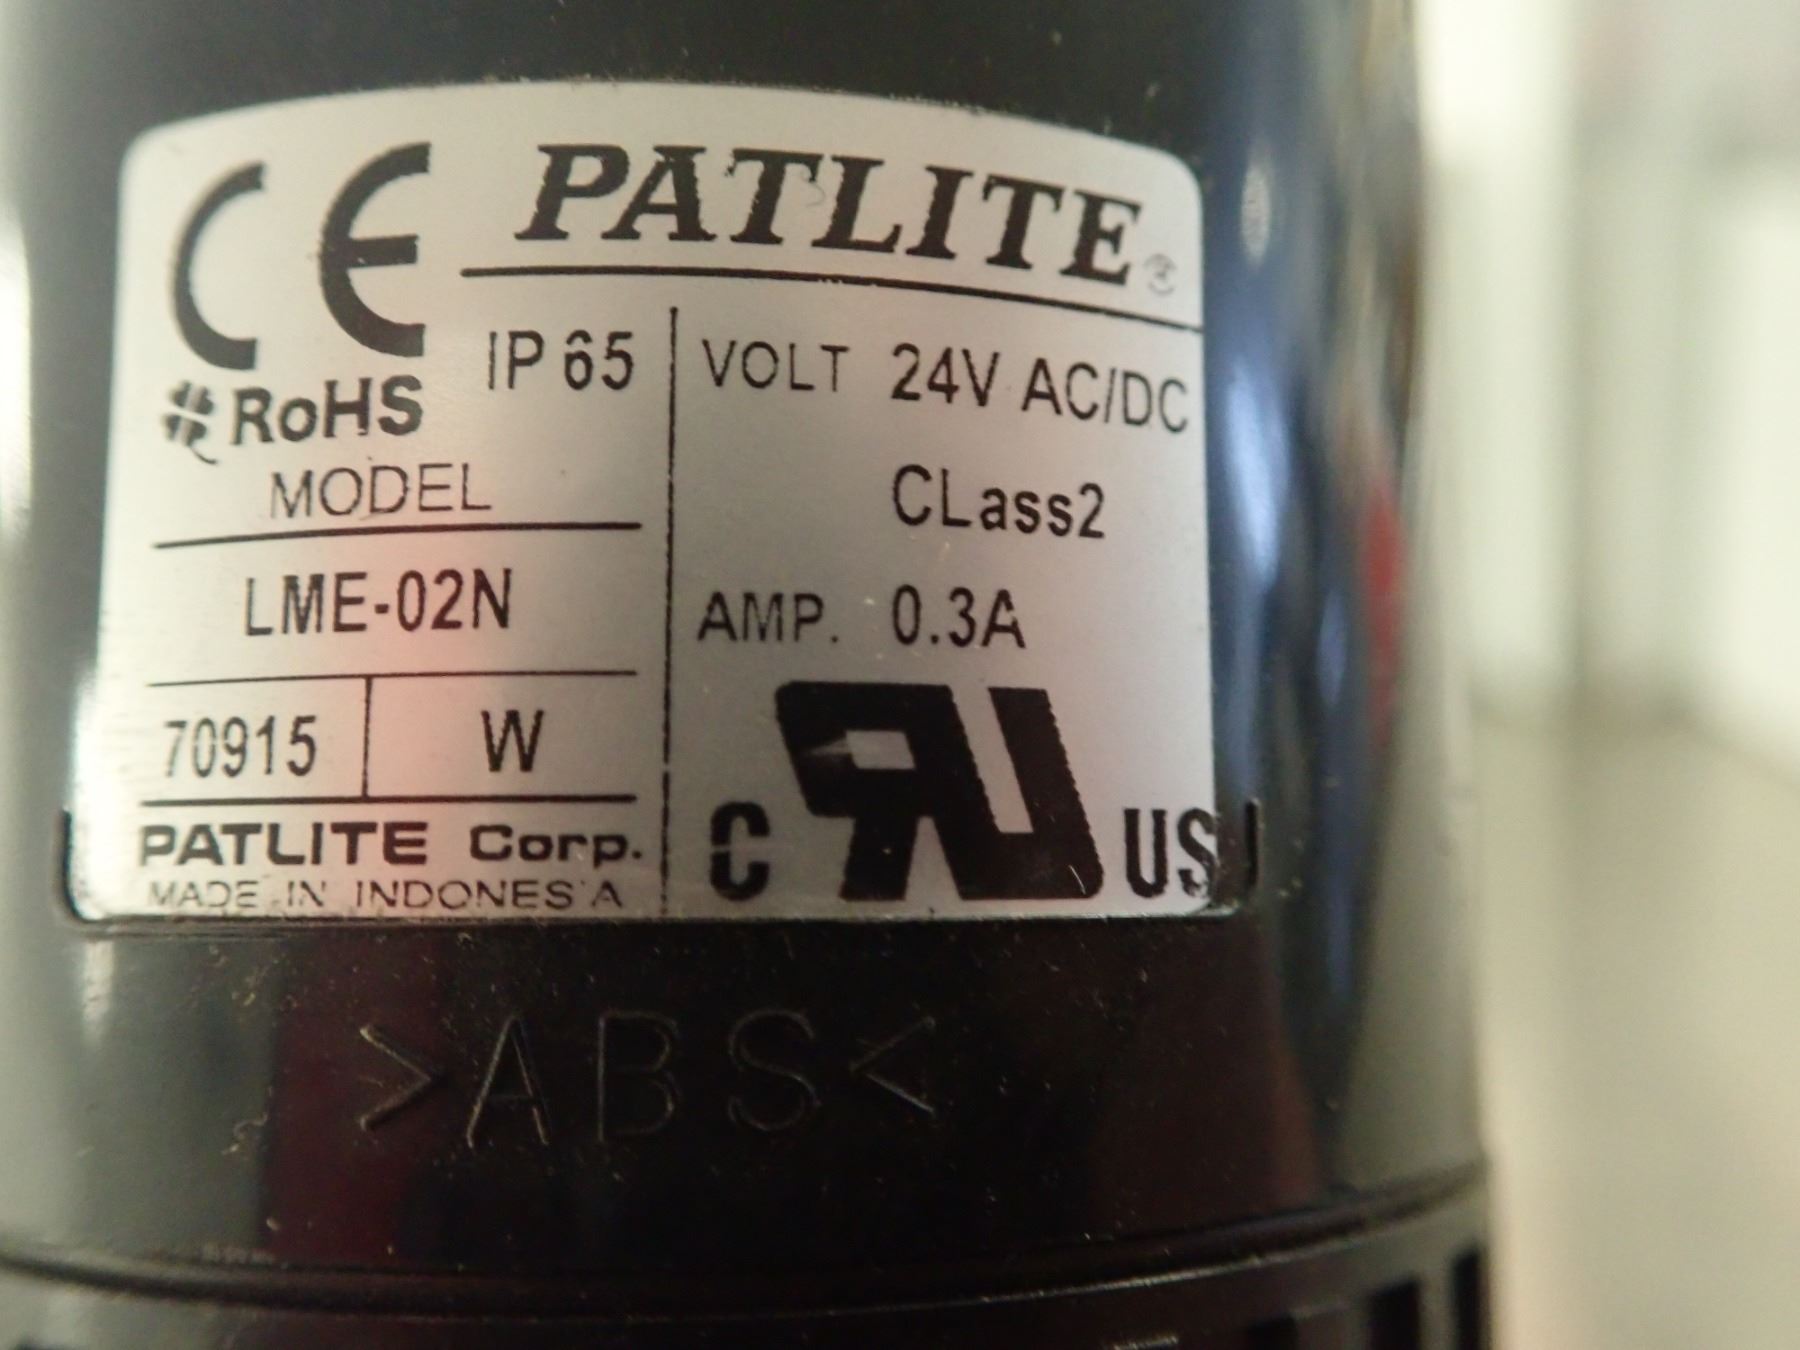 CE PATLITE ®
IP 65
RoHS
MODEL
LME-02N
70915 W
PATLITE Corp.
MADE IN INDONESIA
VOLT 24V AC/DC
CLass2
AMP. 0.3A
C RU US
>ABS<